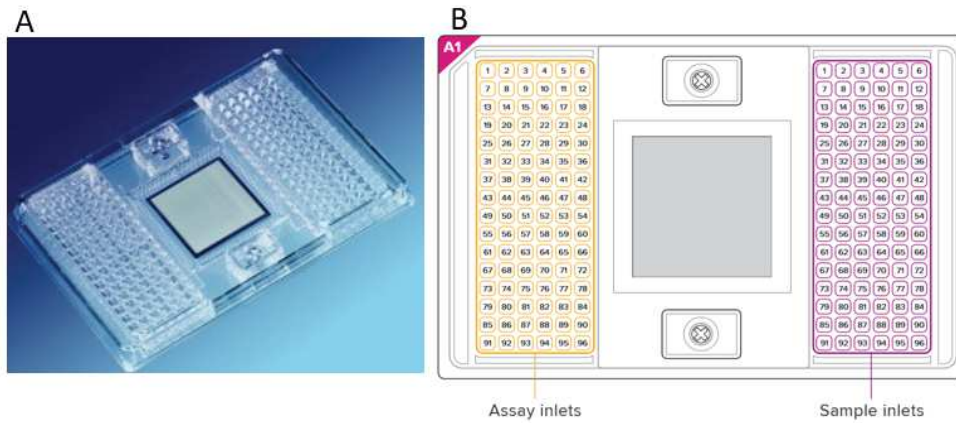 A
B
A1
1 2 3 4 5 6 1 2 3 4 5 6
7 8 9 10 11 12 7 8 9 10 11 12
13 14 15 16 17 18 13 14 15 16 17 18
19 20 21 22 23 24 19 20 21 22 23 24
25 26 27 28 29 30 25 26 27 28 29 30
31 32 33 34 35 36 31 32 33 34 35 36
37 38 39 40 41 42 37 38 39 40 41 42
43 44 45 46 47 48 43 44 45 46 47 48
49 50 51 52 53 54 49 50 51 52 53 54
55 56 57 58 59 60 55 56 57 58 59 60
61 62 63 64 65 66 61 62 63 64 65 66
67 68 69 70 71 72 67 68 69 70 71 72
73 74 75 76 77 78 73 74 75 76 77 78
79 80 81 82 83 84 79 80 81 82 83 84
85 86 87 88 89 90 85 86 87 88 89 90
91 92 93 94 95 96 91 92 93 94 95 96
Assay inlets Sample inlets